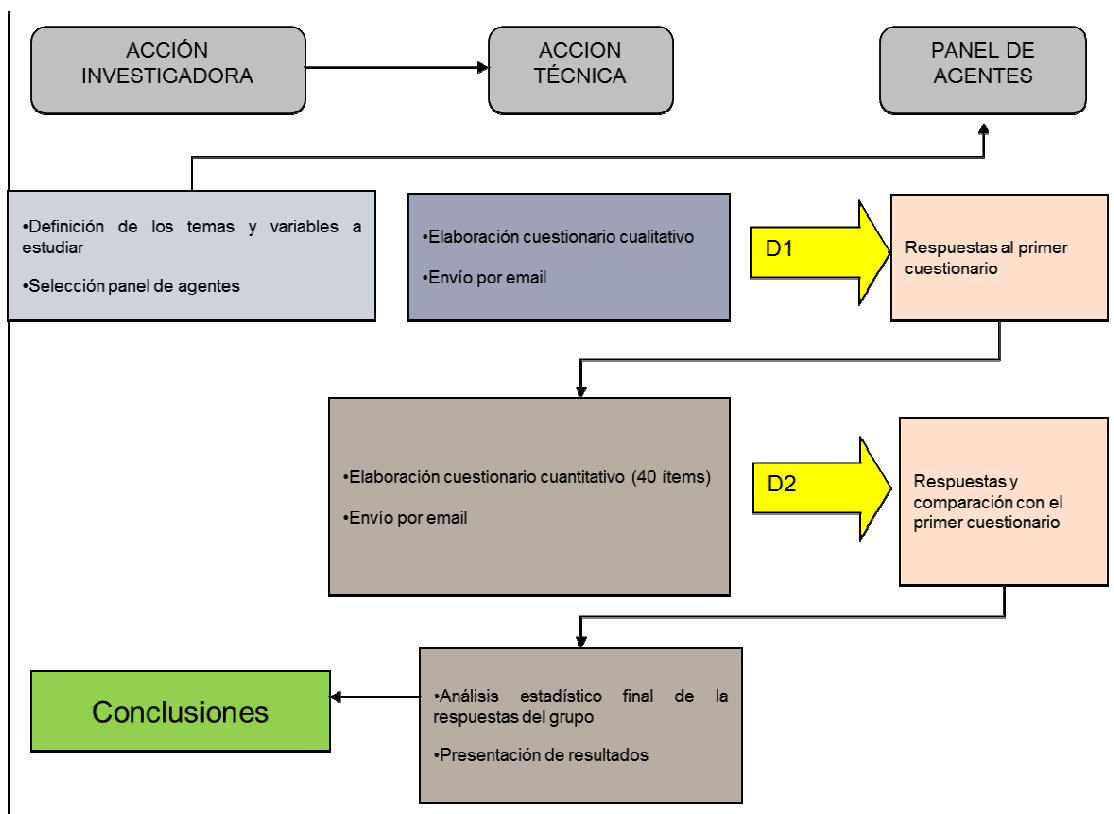 ACCIÓN
INVESTIGADORA
ACCION
TÉCNICA
PANEL DE
AGENTES
•Definición de los temas y variables a
estudiar
•Selección panel de agentes
•Elaboración cuestionario cualitativo
•Envío por email
D1
Respuestas al primer
cuestionario
•Elaboración cuestionario cuantitativo (40 ítems)
•Envío por email
D2
Respuestas y
comparación con el
primer cuestionario
Conclusiones
•Análisis estadístico final de la
respuestas del grupo
•Presentación de resultados